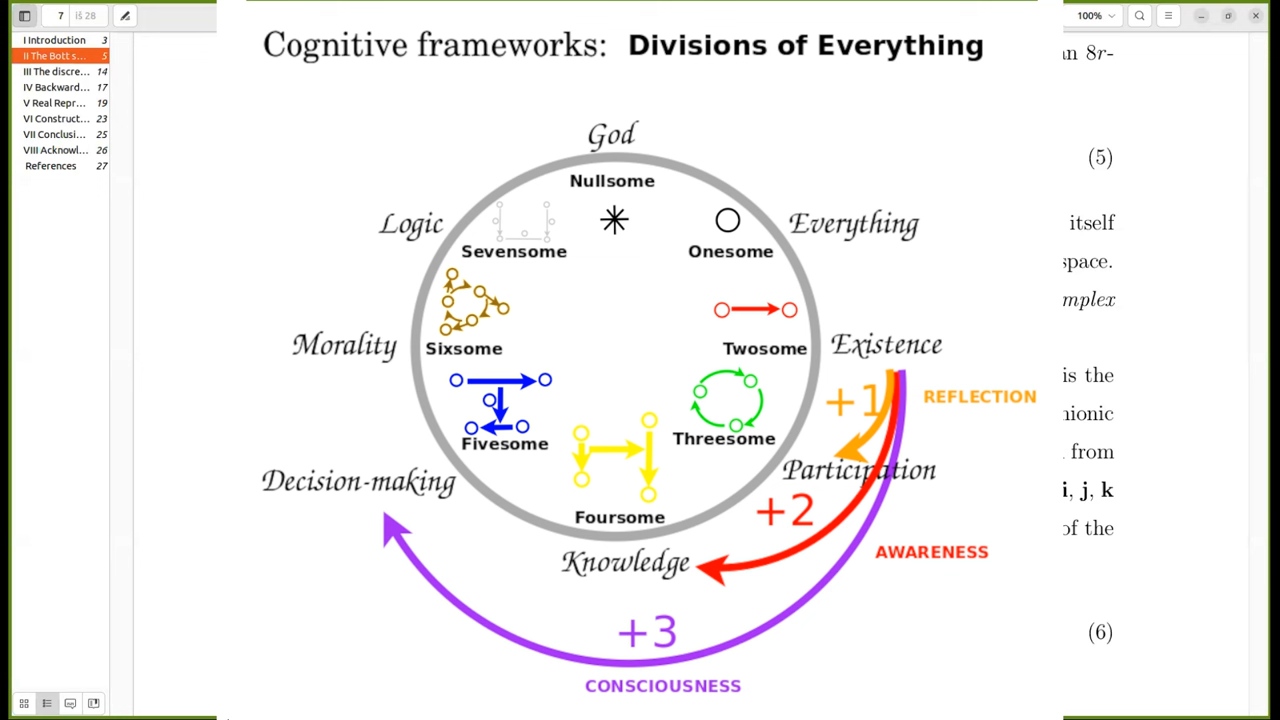 7
iš 28
100%
I Introduction 3
II The Bott s... 5
III The discre... 14
IV Backward... 17
V Real Repr... 19
VI Construct... 23
VII Conclusi... 25
VIII Acknowl... 26
References 27
Cognitive frameworks: Divisions of Everything
God
Nullsome
Logic
Sevensome
Onesome
Everything
Morality
Sixsome
Twosome
Existence
+1
REFLECTION
Fivesome
Threesome
Decision-making
Participation
Foursome
+2
Knowledge
AWARENESS
+3
CONSCIOUSNESS
an 8r-
(5)
itself
space.
mplex
is the
nionic
from
i, j, k
of the
(6)